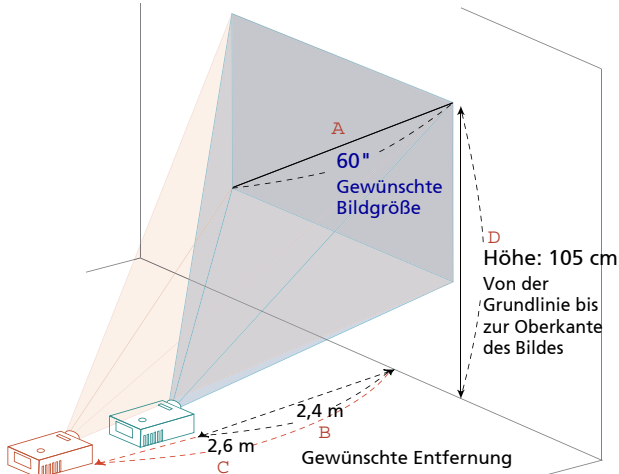 A
60"
Gewünschte
Bildgröße
D
Höhe: 105 cm
Von der
Grundlinie bis
zur Oberkante
des Bildes
2,4 m
B
2,6 m
C
Gewünschte Entfernung